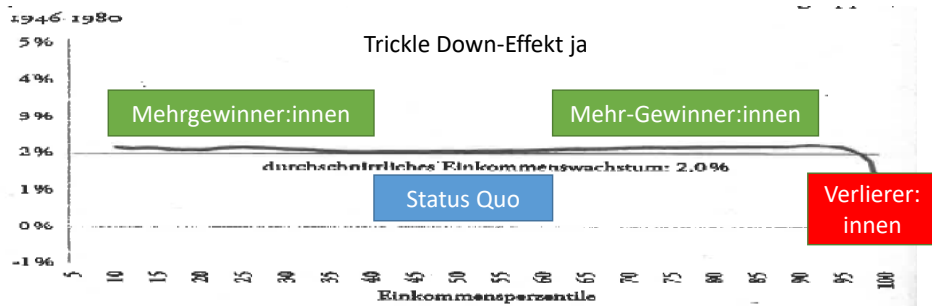 1946-1980
5%
Trickle Down-Effekt ja
4%
3%
Mehrgewinner:innen
Mehr-Gewinner:innen
2%
durchschnittliches Einkommenswachstum: 2,0%
1%
Status Quo
Verlierer:
innen
0%
-1%
5 10 15 20 25 30 35 40 45 50 55 60 65 70 75 80 85 90 95 100
Einkommensperzentile